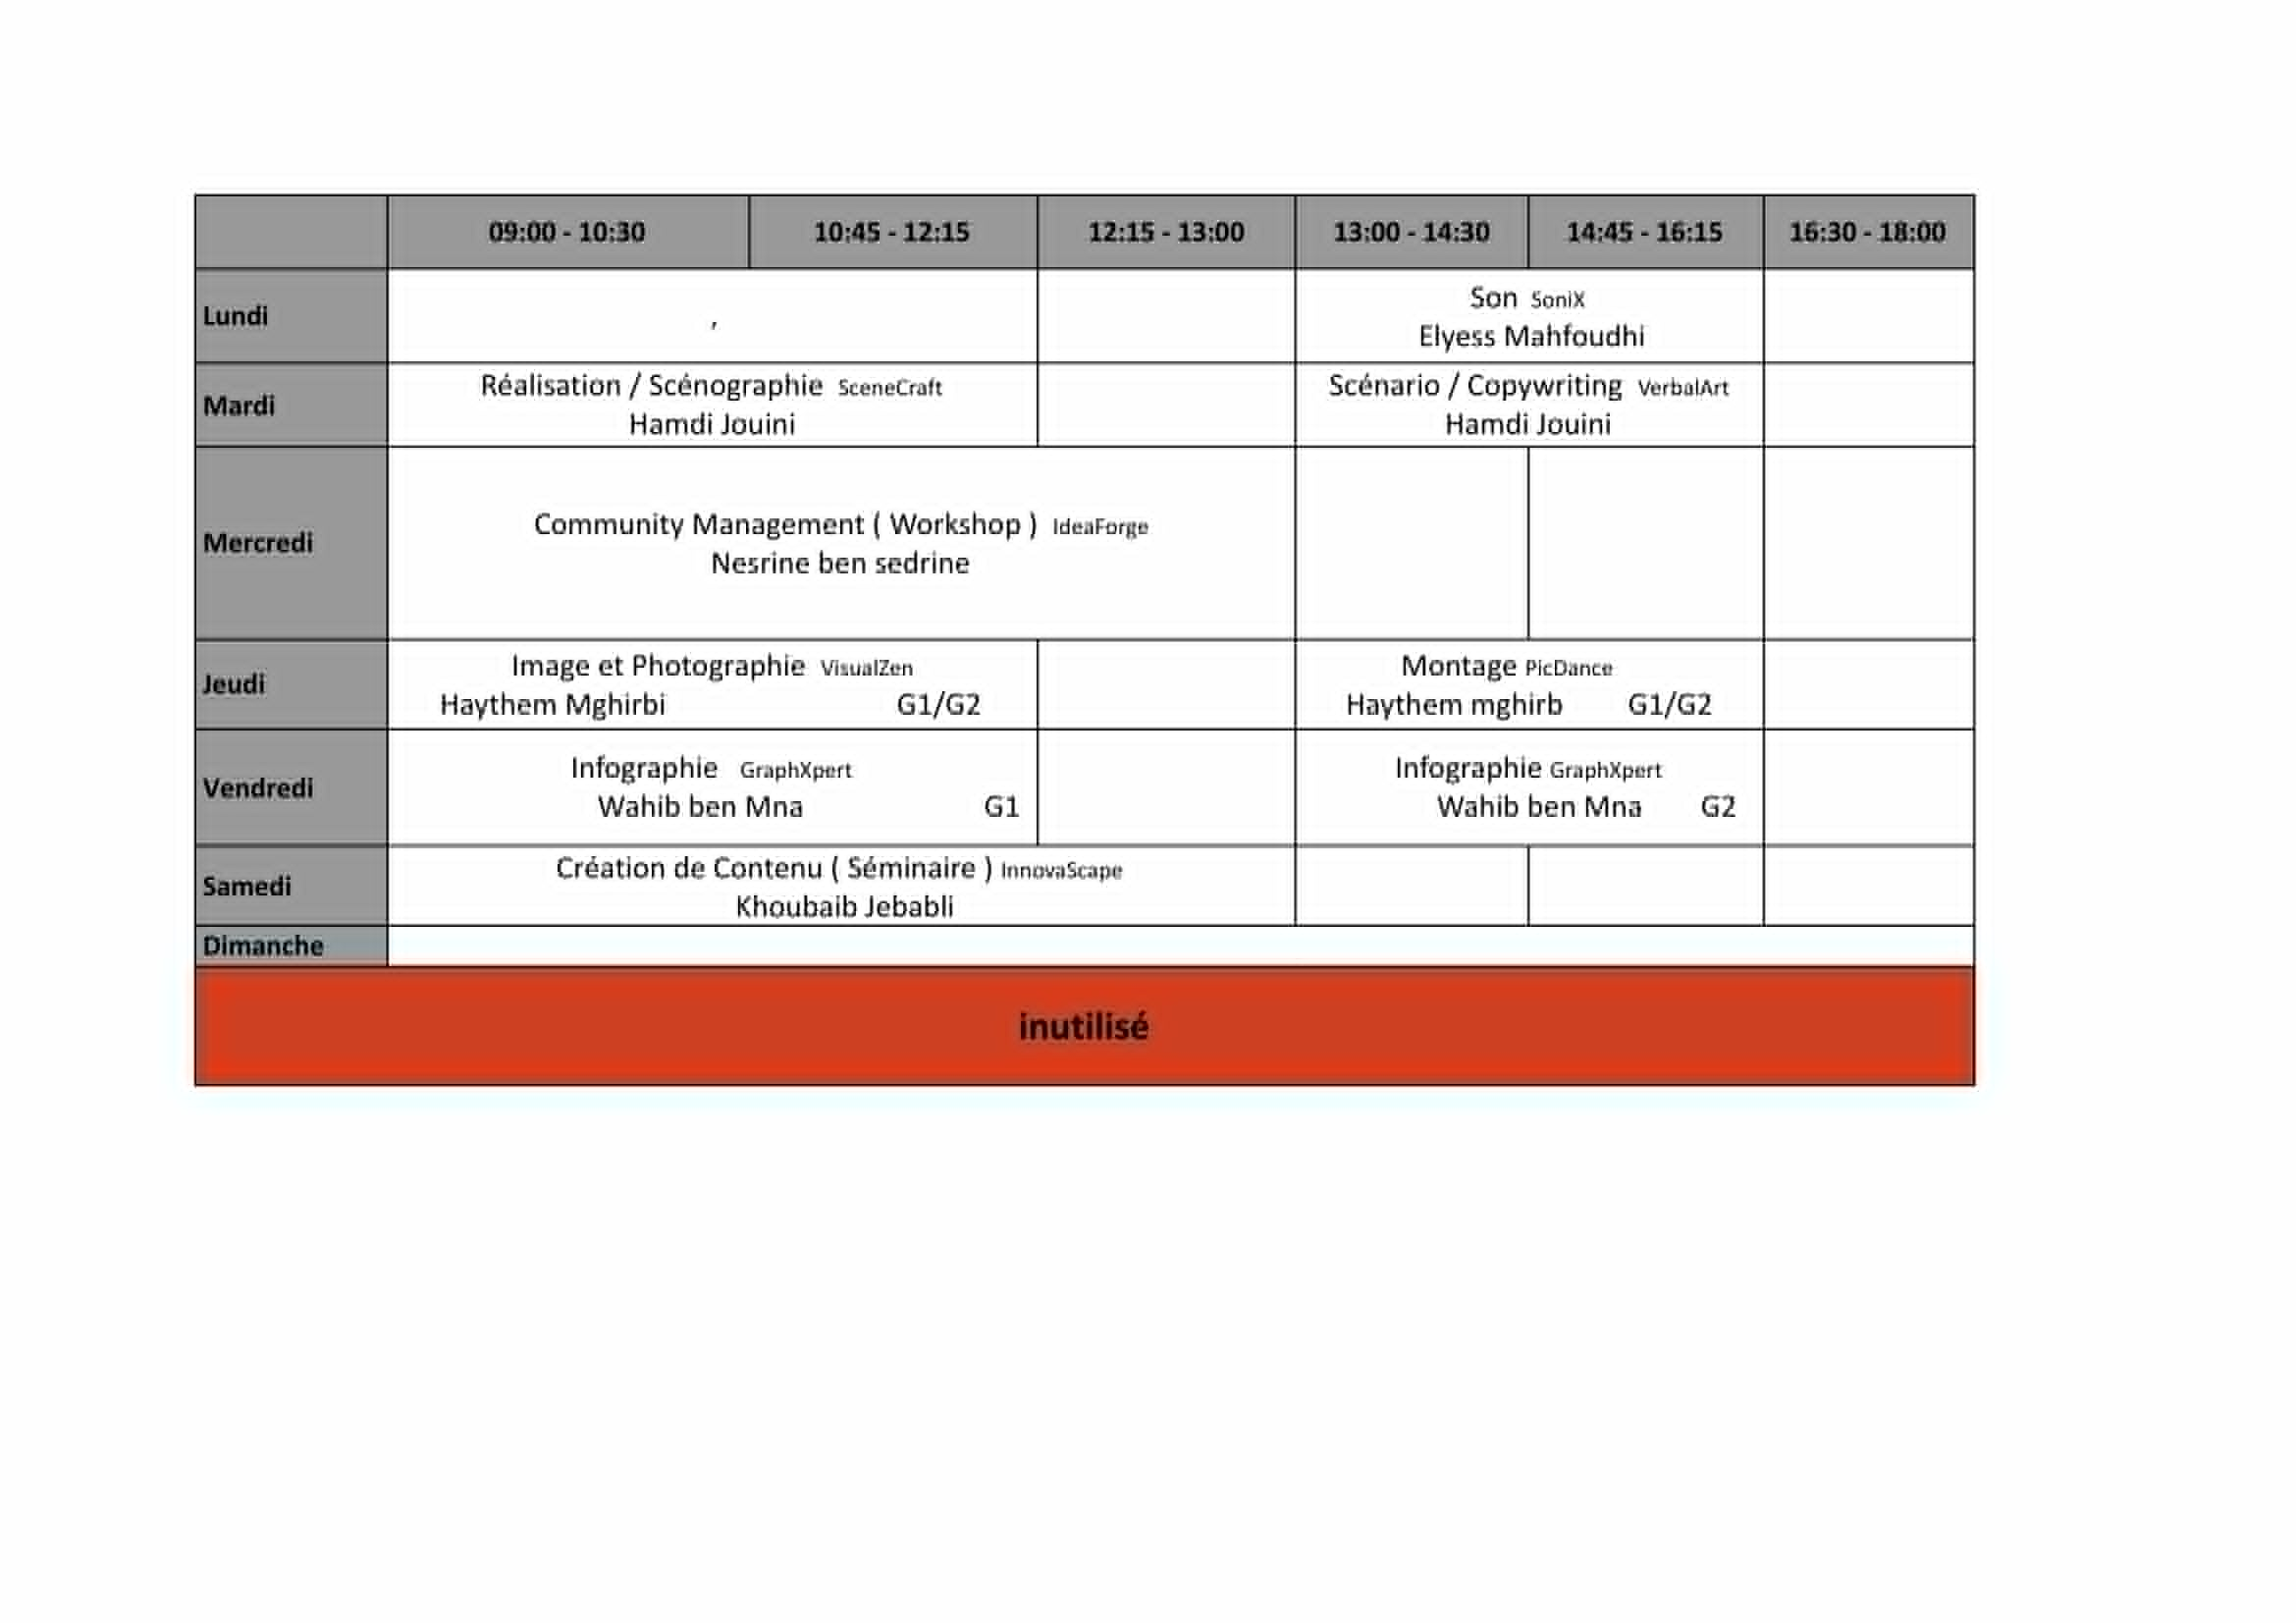 09:00 - 10:30 10:45 - 12:15 12:15 - 13:00 13:00 - 14:30 14:45 - 16:15 16:30 - 18:00
Lundi
,
Son SoniX
Elyess Mahfoudhi
Mardi
Réalisation / Scénographie SceneCraft
Hamdi Jouini
Scénario / Copywriting VerbalArt
Hamdi Jouini
Mercredi
Community Management ( Workshop ) IdeaForge
Nesrine ben sedrine
Jeudi
Image et Photographie VisualZen
Haythem Mghirbi G1/G2
Montage PicDance
Haythem mghirb G1/G2
Vendredi
Infographie GraphXpert
Wahib ben Mna G1
Infographie GraphXpert
Wahib ben Mna G2
Samedi
Création de Contenu ( Séminaire ) InnovaScape
Khoubaib Jebabli
Dimanche
inutilisé